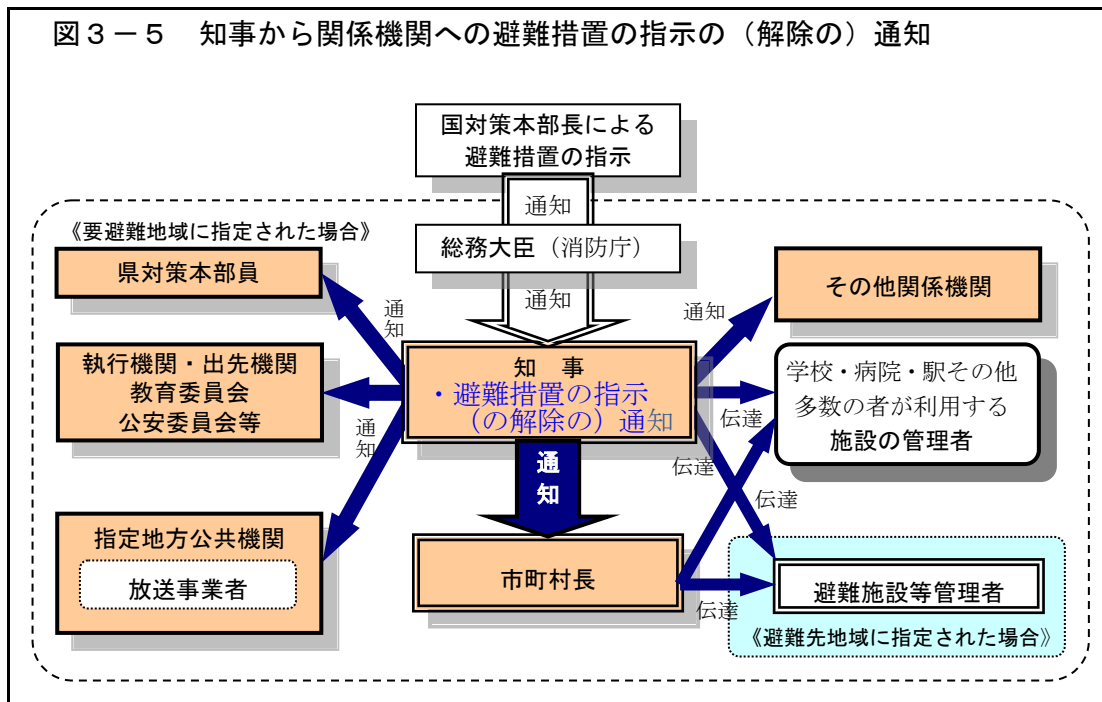 図３－５　知事から関係機関への避難措置の指示の（解除の）通知
国対策本部長による
避難措置の指示
通知
《要避難地域に指定された場合》
総務大臣（消防庁）
通知
県対策本部員
通知
執行機関・出先機関
教育委員会
公安委員会等
通知
指定地方公共機関
放送事業者
知　事
・避難措置の指示
（の解除の）通知
通知
市町村長
通知
その他関係機関
伝達
学校・病院・駅その他
多数の者が利用する
施設の管理者
伝達
伝達
伝達
避難施設等管理者
《避難先地域に指定された場合》